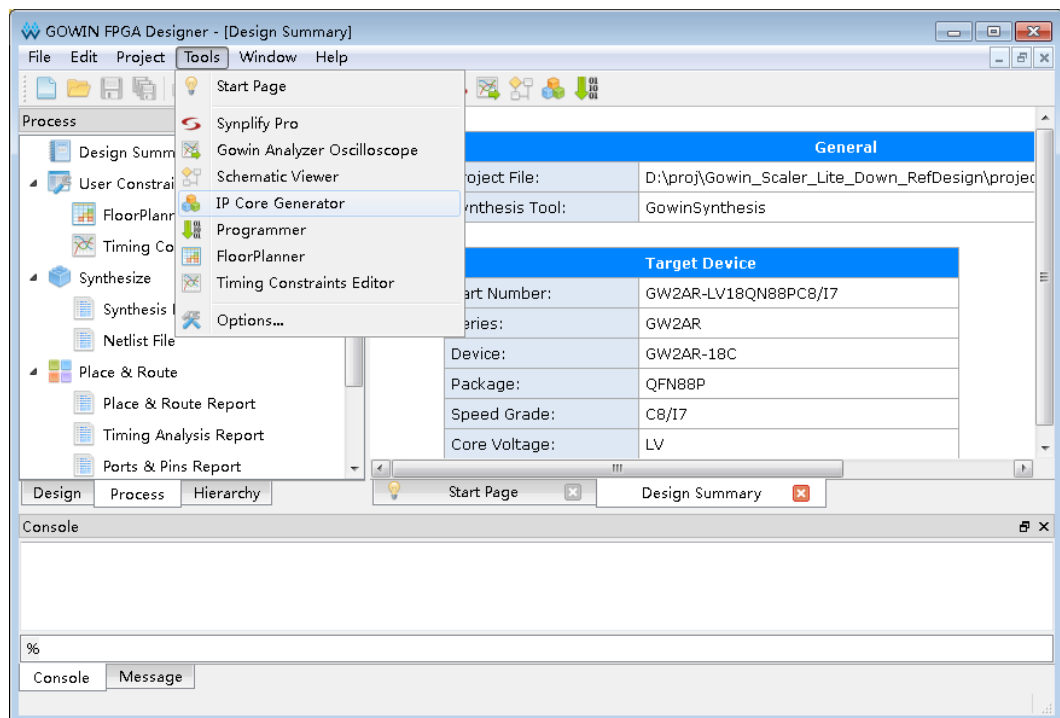 GOWIN FPGA Designer - [Design Summary]
File Edit Project Tools Window Help
Start Page
Synplify Pro
Gowin Analyzer Oscilloscope
Schematic Viewer
IP Core Generator
Programmer
FloorPlanner
Timing Constraints Editor
Options...
Process
Design Summ
User Constrai
FloorPlanr
Timing Co
Synthesize
Synthesis
Netlist File
Place & Route
Place & Route Report
Timing Analysis Report
Ports & Pins Report
Design Process Hierarchy
General
oject File: D:\proj\Gowin_Scaler_Lite_Down_RefDesign\projec
nthesis Tool: GowinSynthesis
Target Device
art Number: GW2AR-LV18QN88PC8/I7
eries: GW2AR
Device: GW2AR-18C
Package: QFN88P
Speed Grade: C8/I7
Core Voltage: LV
Start Page Design Summary
Console
%
Console Message